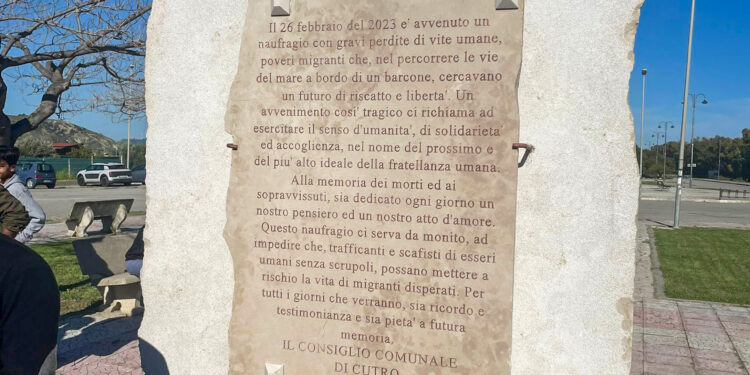 Il 26 febbraio del 2023 e' avvenuto un
naufragio con gravi perdite di vite umane,
poveri migranti che, nel percorrere le vie
del mare a bordo di un barcone, cercavano
un futuro di riscatto e liberta'. Un
avvenimento cosi' tragico ci richiama ad
esercitare il senso d'umanita', di solidarieta'
ed accoglienza, nel nome del prossimo e
del piu' alto ideale della fratellanza umana.
Alla memoria dei morti ed ai
sopravvissuti, sia dedicato ogni giorno un
nostro pensiero ed un nostro atto d'amore.
Questo naufragio ci serva da monito, ad
impedire che, trafficanti e scafisti di esseri
umani senza scrupoli, possano mettere a
rischio la vita di migranti disperati. Per
tutti i giorni che verranno, sia ricordo e
testimonianza e sia pieta' a futura
memoria.
IL CONSIGLIO COMUNALE
DI CUTRO